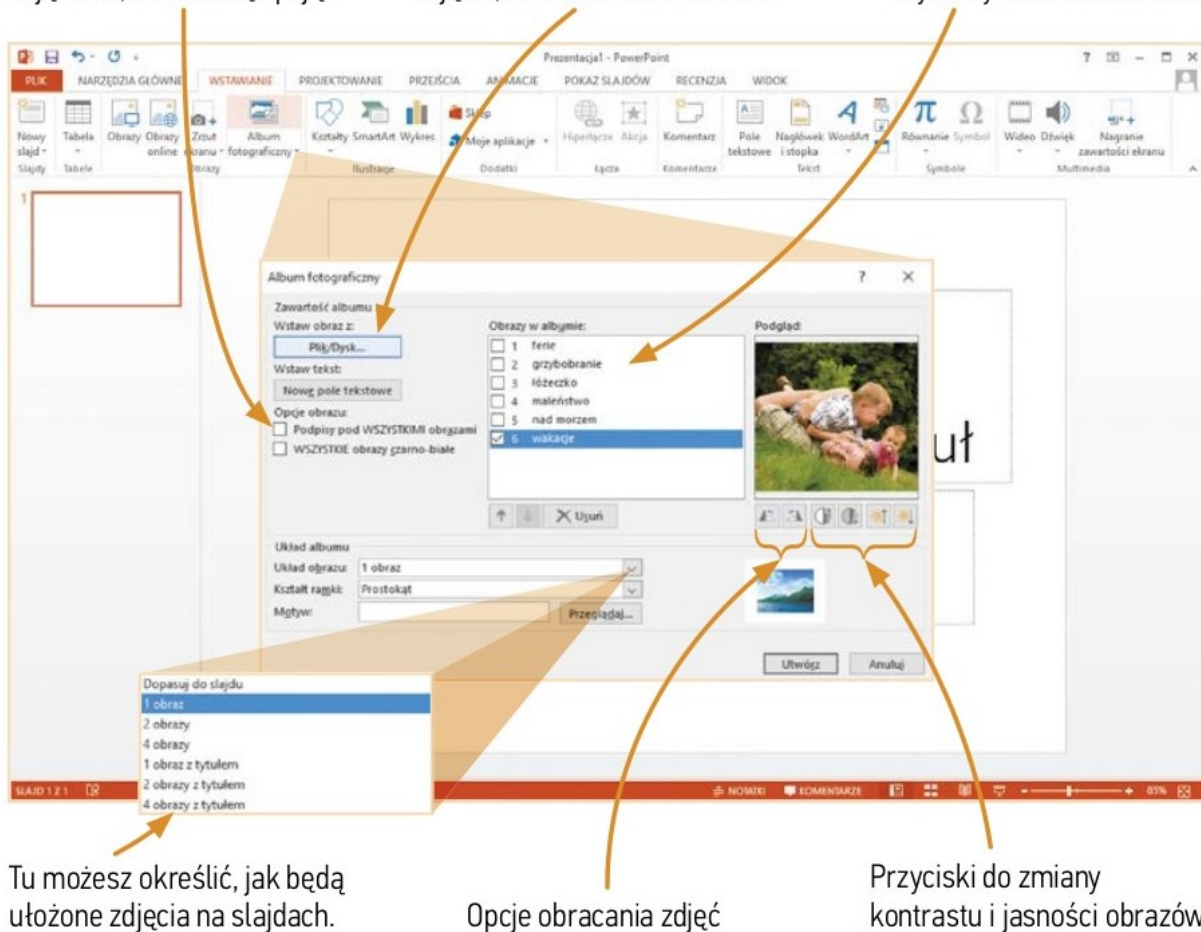 Prezentacja1 - PowerPoint
PLIK NARZĘDZIA GŁÓWNE WSTAWIANIE PROJEKTOWANIE PRZEJŚCIA ANIMACJE POKAZ SLAJDÓW RECENZJA WIDOK
Nowy slajd
Tabela
Obrazy
Obrazy online
Zrzut ekranu
Album fotograficzny
Kształty
SmartArt
Wykres
Sklep
Moje aplikacje
Hiperłącze
Akcja
Komentarz
Pole tekstowe
Nagłówek i stopka
WordArt
Równanie
Symbol
Wideo
Dźwięk
Nagranie zawartości ekranu
Slajdy Tabele Obrazy Ilustracje Dodatki Łącza Komentarze Tekst Symbole Multimedia
1
uł
Album fotograficzny ? ×
Zawartość albumu
Wstaw obraz z:
Plik/Dysk...
Wstaw tekst:
Nowe pole tekstowe
Opcje obrazu:
Podpisy pod WSZYSTKIMI obrazami
WSZYSTKIE obrazy czarno-białe
Obrazy w albumie:
1 ferie
2 grzybobranie
3 łóżeczko
4 maleństwo
5 nad morzem
6 wakacje
Usuń
Podgląd:
Układ albumu
Układ obrazu: 1 obraz
Kształt ramki: Prostokąt
Motyw:
Przeglądaj...
Utwórz Anuluj
Dopasuj do slajdu
1 obraz
2 obrazy
4 obrazy
1 obraz z tytułem
2 obrazy z tytułem
4 obrazy z tytułem
SLAJD 1 Z 1 NOTATKI KOMENTARZE 65%
Tu możesz określić, jak będą
ułożone zdjęcia na slajdach.
Opcje obracania zdjęć
Przyciski do zmiany
kontrastu i jasności obrazów